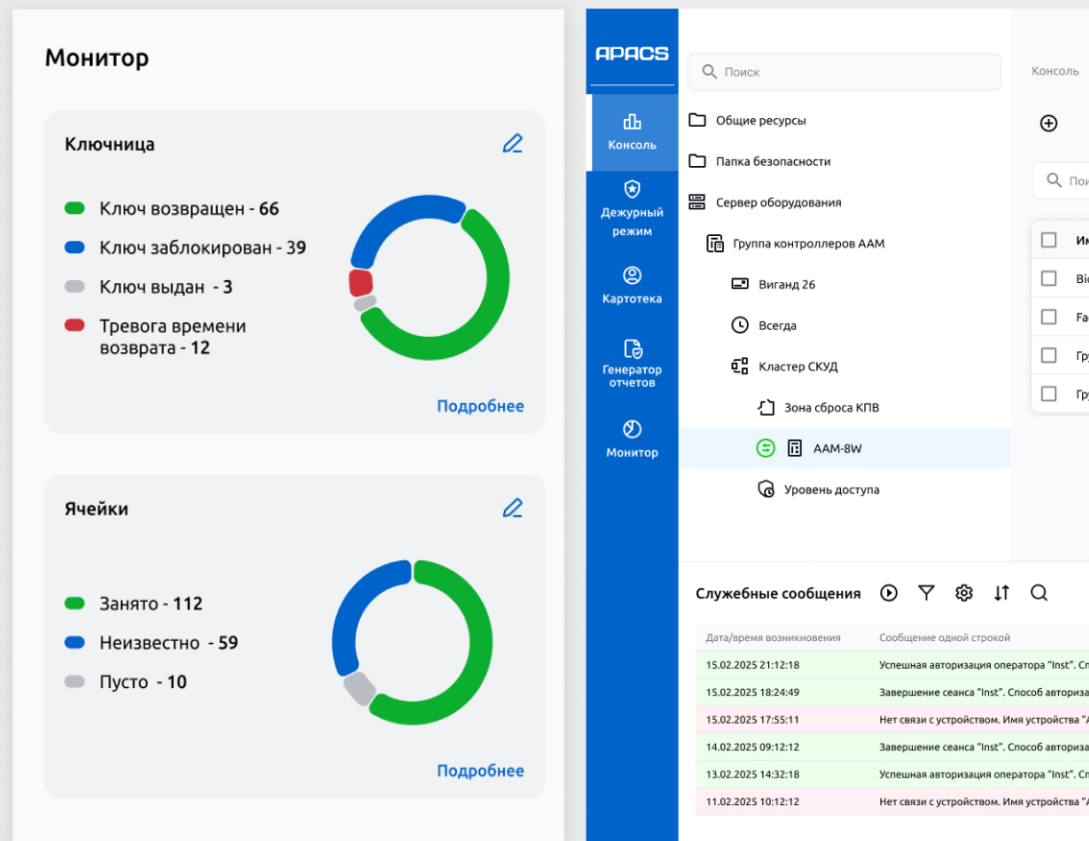 Монитор
Ключница
Ключ возвращен - 66
Ключ заблокирован - 39
Ключ выдан - 3
Тревога времени
возврата - 12
Подробнее
Ячейки
Занято - 112
Неизвестно - 59
Пусто - 10
Подробнее
APACS
Консоль
Дежурный
режим
Картотека
Генератор
отчетов
Монитор
Поиск
Общие ресурсы
Папка безопасности
Сервер оборудования
Группа контроллеров ААМ
Виганд 26
Всегда
Кластер СКУД
Зона сброса КПВ
AAM-8W
Уровень доступа
Консоль
Служебные сообщения
Дата/время возникновения Сообщение одной строкой
15.02.2025 21:12:18 Успешная авторизация оператора "Inst".
15.02.2025 18:24:49 Завершение сеанса "Inst". Способ
15.02.2025 17:55:11 Нет связи с устройством. Имя устройства
14.02.2025 09:12:12 Завершение сеанса "Inst". Способ
13.02.2025 14:32:18 Успешная авторизация оператора "Inst".
11.02.2025 10:12:12 Нет связи с устройством. Имя устройства